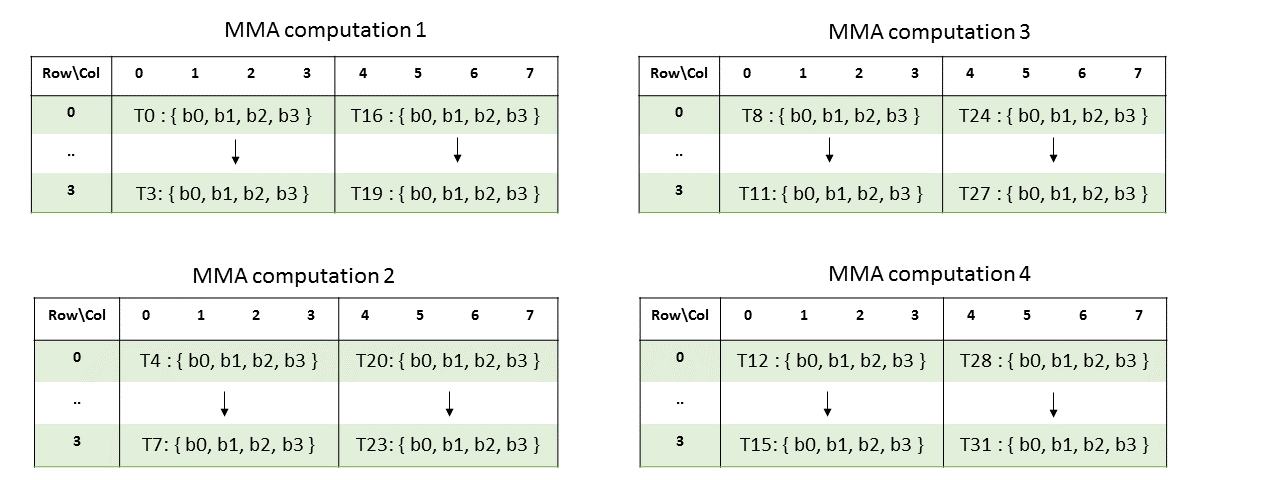 MMA computation 1
Row\Col 0 1 2 3 4 5 6 7
0 T0 : { b0, b1, b2, b3 } T16 : { b0, b1, b2, b3 }
..
3 T3: { b0, b1, b2, b3 } T19 : { b0, b1, b2, b3 }
MMA computation 3
Row\Col 0 1 2 3 4 5 6 7
0 T8 : { b0, b1, b2, b3 } T24 : { b0, b1, b2, b3 }
..
3 T11: { b0, b1, b2, b3 } T27 : { b0, b1, b2, b3 }
MMA computation 2
Row\Col 0 1 2 3 4 5 6 7
0 T4 : { b0, b1, b2, b3 } T20: { b0, b1, b2, b3 }
..
3 T7: { b0, b1, b2, b3 } T23: { b0, b1, b2, b3 }
MMA computation 4
Row\Col 0 1 2 3 4 5 6 7
0 T12 : { b0, b1, b2, b3 } T28 : { b0, b1, b2, b3 }
..
3 T15: { b0, b1, b2, b3 } T31 : { b0, b1, b2, b3 }